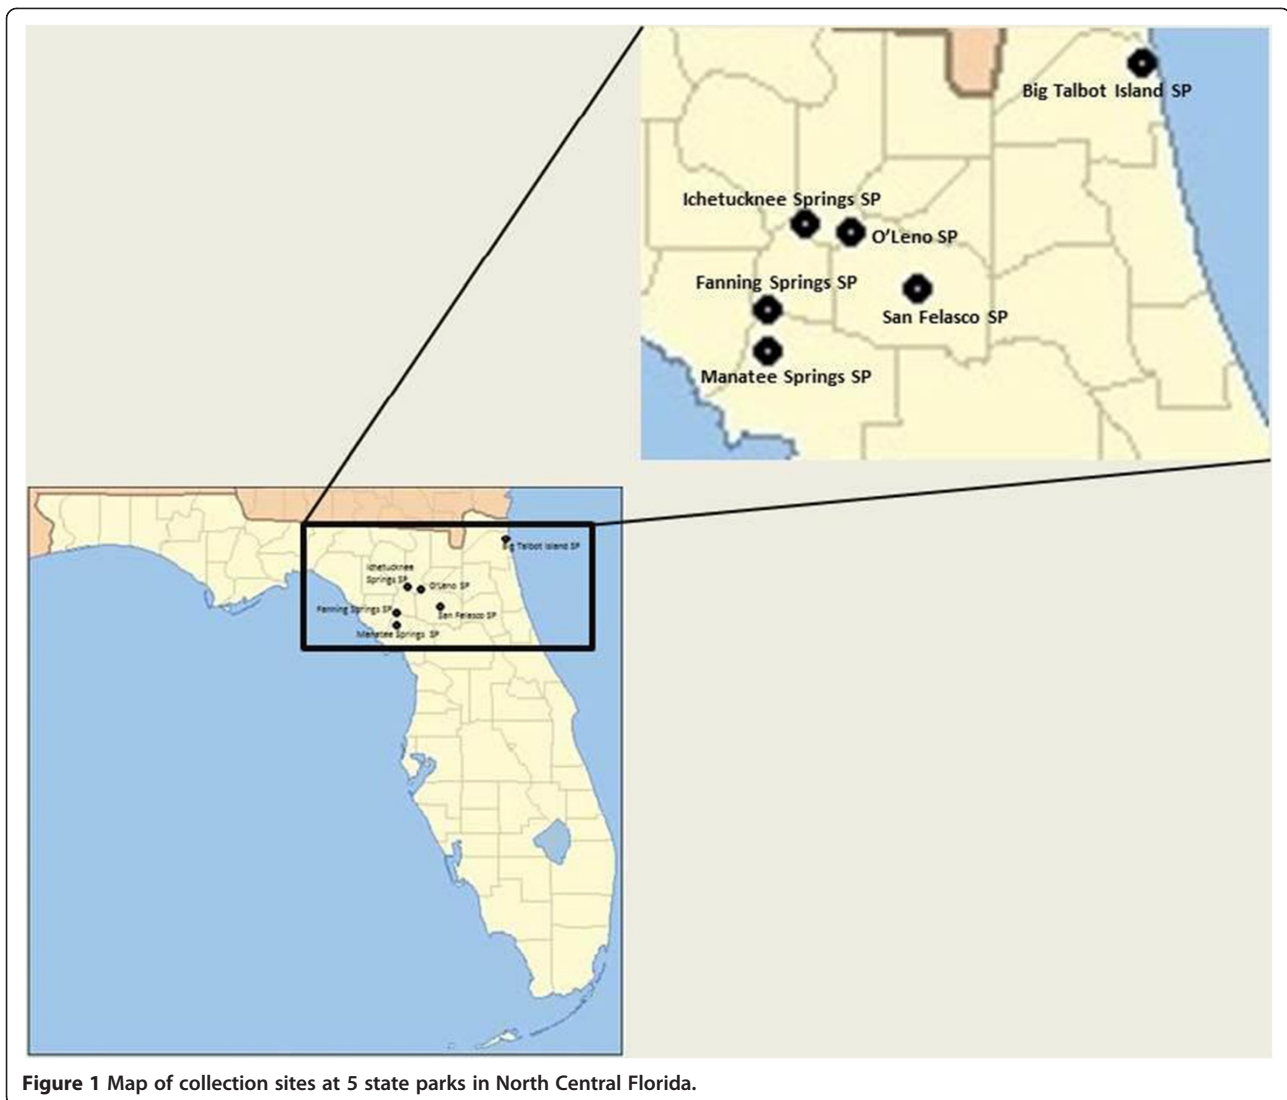 Big Talbot Island SP
Ichetucknee Springs SP
O'Leno SP
Fanning Springs SP
San Felasco SP
Manatee Springs SP
Big Talbot Island SP
Ichetucknee
Springs SP
O'Leno SP
Fanning Springs SP
San Felasco SP
Manatee Springs SP
Figure 1 Map of collection sites at 5 state parks in North Central Florida.